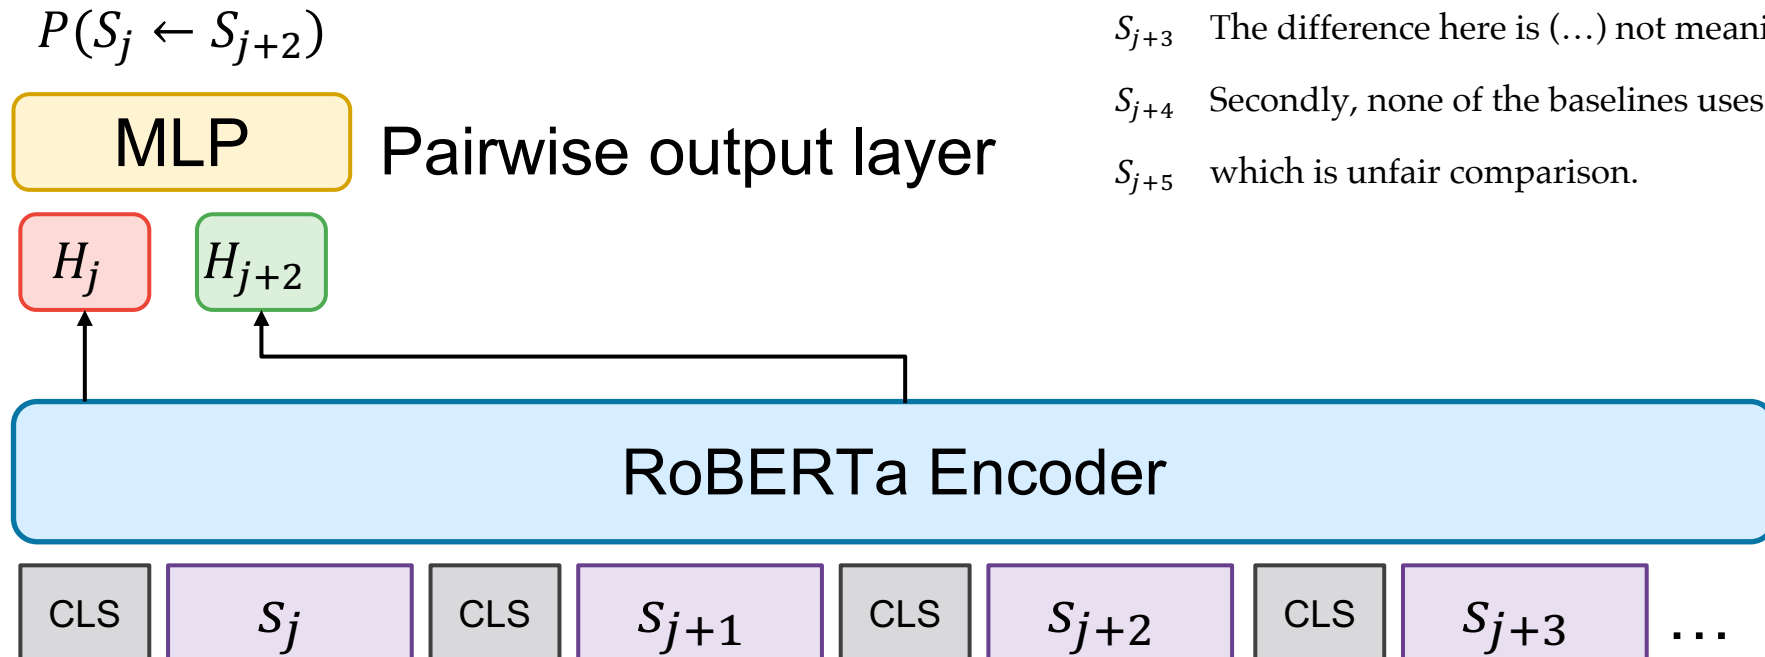 P(S_j ← S_{j+2})
MLP
Pairwise output layer
H_j
H_{j+2}
RoBERTa Encoder
CLS
s_j
CLS
s_{j+1}
CLS
s_{j+2}
CLS
s_{j+3}
...
S_{j+3} The difference here is (...) not
S_{j+4} Secondly, none of the baselines uses
S_{j+5} which is unfair comparison.